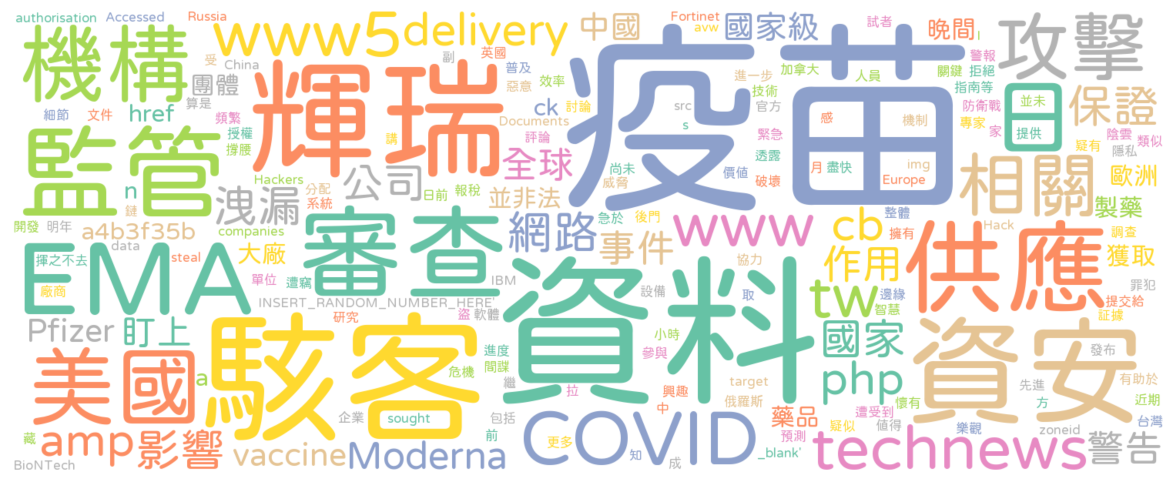 authorisation Accessed Russia
機構 www5delivery 中國 Fortinet 國家級 試者 晚間 l 攻擊
avw
英國 副 受 China 普及 團體 輝瑞 疫苗 加拿大 人員 關鍵 警報 拒絕 指南等
效率 惡意 進一步 技術 官方
算是 細節 文件 href 頻繁 授權 撐腰 ck 討論 Documents 評論 src s 緊急 感 機制 防衛戰 專家 家 日 並未 提供 保證
監管 公司 全球 透露 價值 破壞 月 盡快 img Europe 疑有 陰雲 類似 隱私
Hackers 分配 系統 日前 報稅 尚未 威脅 相關 歐洲
n 洩漏 並非法 後門 整體 擁有 製藥
開發 明年 鏈 a4b3f35b companies 審查 網路 急於 www cb Hack 調查
data steal 大廠 事件 作用 供應 獲取
揮之不去 EMA 單位 遭竊 IBM 協力 設備 取 邊緣 罪犯
廠商 INSERT_RANDOM_NUMBER_HERE' 資料 tw 智慧 提交給
研究 盜 軟體 証據
Pfizer 盯上 駭客 進度 間諜 小時 參與 國家 資安 發布
美國 a 危機 繼 興趣 target php 先進 有助於
企業 sought 包括 拉 中 俄羅斯 藥品 遭受到 懷有 方 近期
藏 amp 影響 前 COVID 更多 預測 疑似 值得 樂觀 zoneid 台灣
BioNTech vaccine Moderna 知 成 _blank' technews 警告